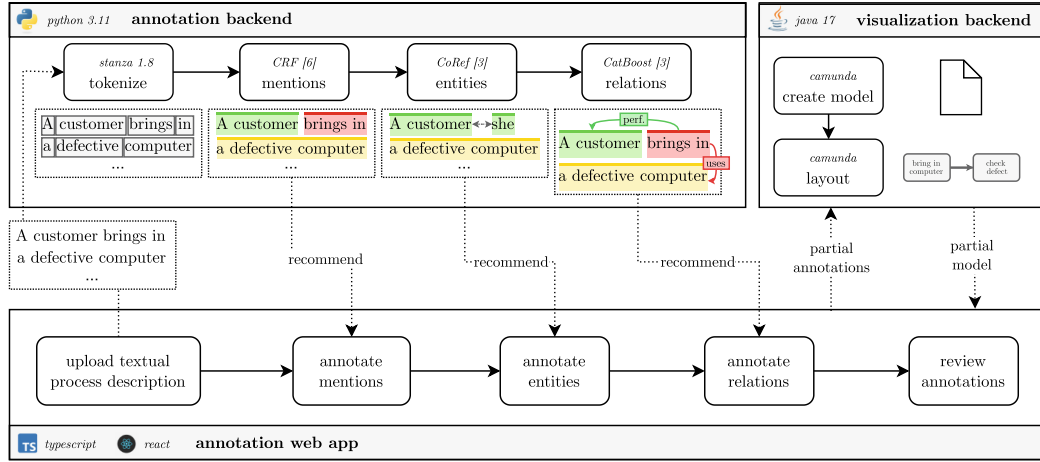 python 3.11 annotation backend
stanza 1.8
tokenize
CRF [6]
mentions
CoRef [3]
entities
CatBoost [3]
relations
A customer brings in
a defective computer
...
A customer brings in
a defective computer
...
A customer she
a defective computer
...
perf.
A customer brings in
uses
a defective computer
java 17 visualization backend
camunda
create model
camunda
layout
bring in
computer
check
defect
A customer brings in
a defective computer
...
recommend
recommend
recommend
partial
annotations
partial
model
upload textual
process description
annotate
mentions
annotate
entities
annotate
relations
review
annotations
TS typescript react annotation web app